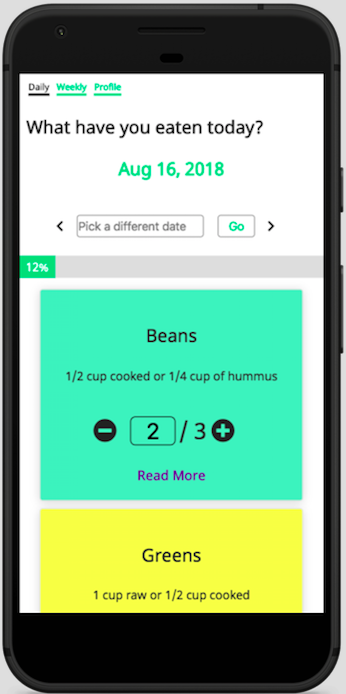 Daily Weekly Profile
What have you eaten today?
Aug 16, 2018
< Pick a different date Go >
12%
Beans
1/2 cup cooked or 1/4 cup of hummus
2 / 3
Read More
Greens
1 cup raw or 1/2 cup cooked